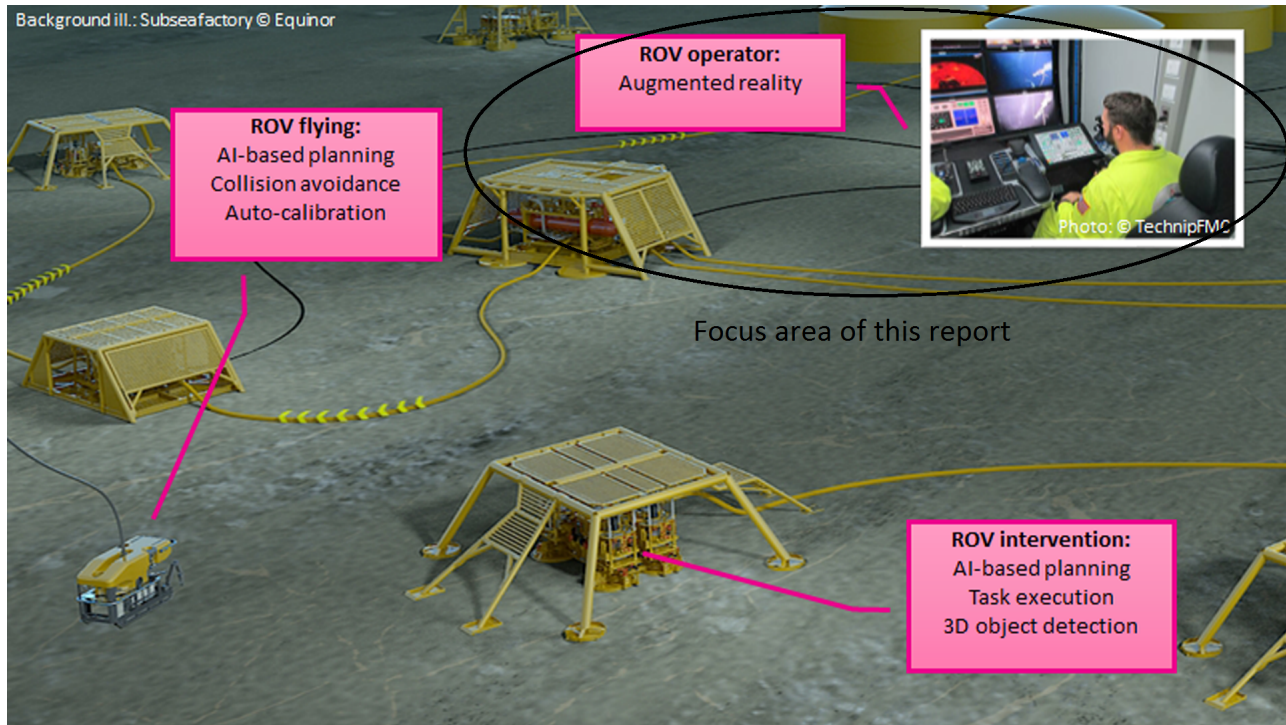 Background ill.: Subseafactory © Equinor
ROV operator:
Augmented reality
ROV flying:
AI-based planning
Collision avoidance
Auto-calibration
Photo: © TechnipFMC
Focus area of this report
ROV intervention:
AI-based planning
Task execution
3D object detection